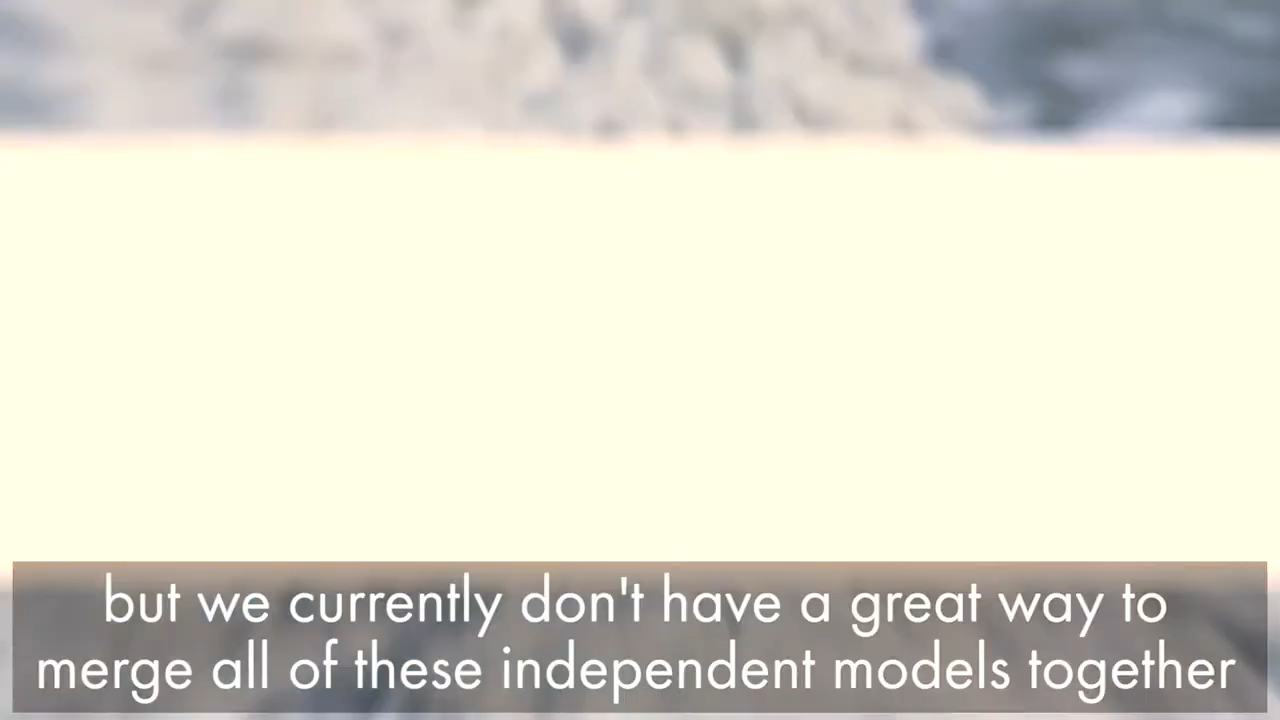 but we currently don't have a great way to
merge all of these independent models together